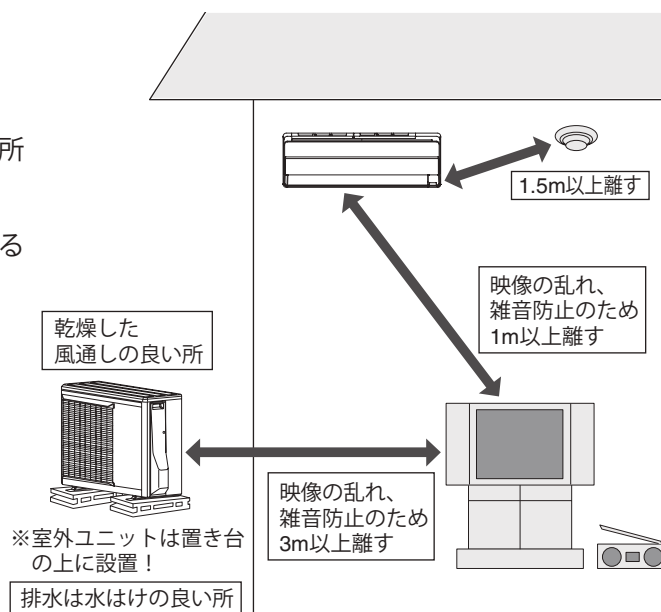 所
る
1.5m以上離す
映像の乱れ、
雑音防止のため
1m以上離す
乾燥した
風通しの良い所
映像の乱れ、
雑音防止のため
3m以上離す
※室外ユニットは置き台
の上に設置！
排水は水はけの良い所